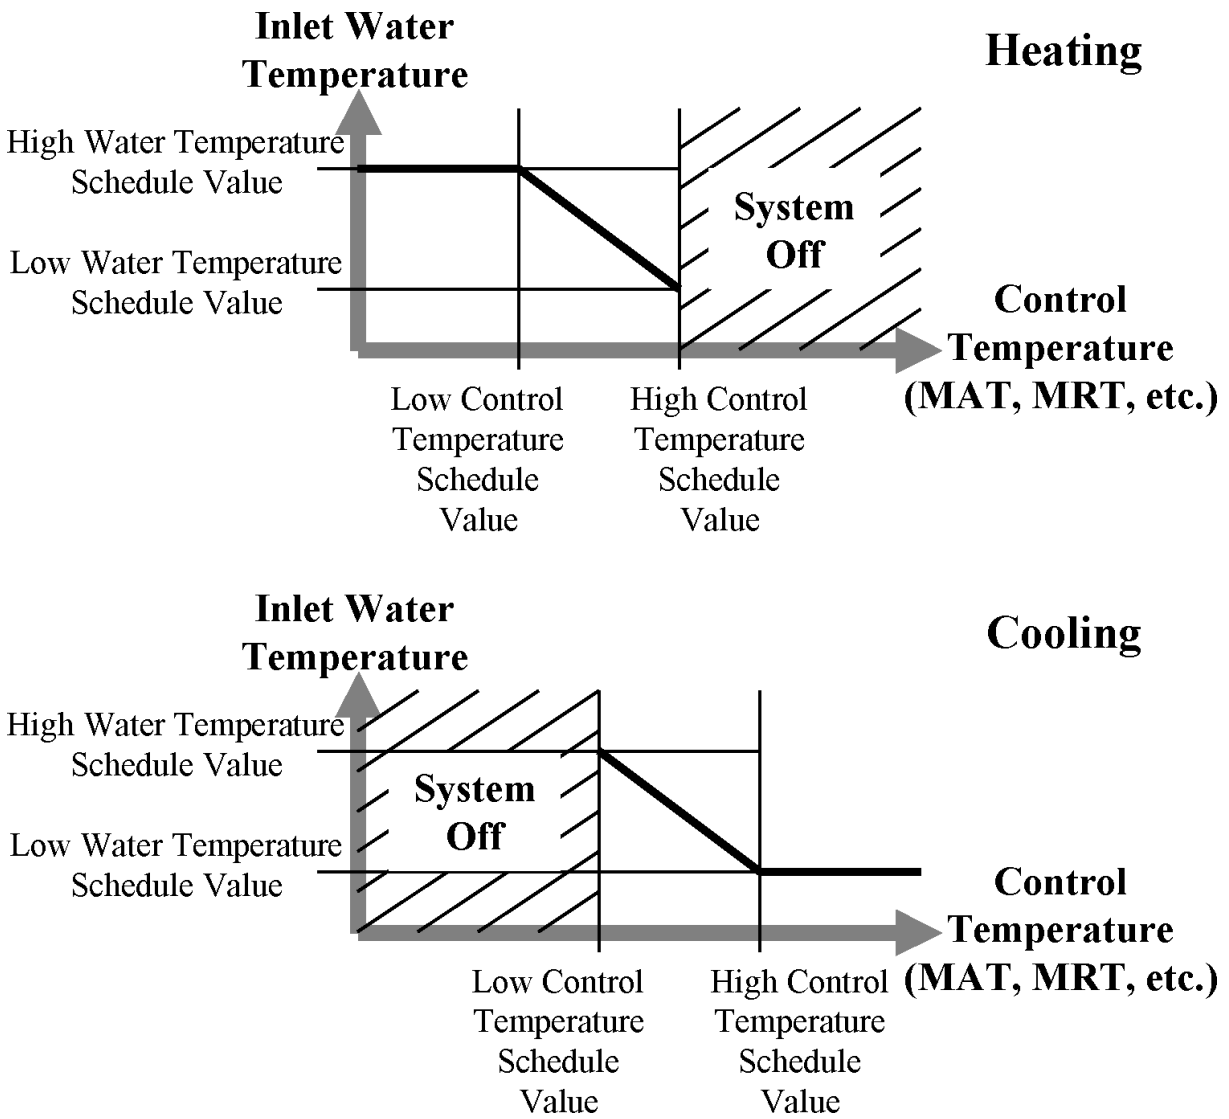 Inlet Water
Temperature
Heating
High Water Temperature
Schedule Value
System
Off
Low Water Temperature
Schedule Value
Control
Temperature
(MAT, MRT, etc.)
Low Control
Temperature
Schedule
Value
High Control
Temperature
Schedule
Value
Inlet Water
Temperature
Cooling
High Water Temperature
Schedule Value
System
Off
Low Water Temperature
Schedule Value
Control
Temperature
(MAT, MRT, etc.)
Low Control
Temperature
Schedule
Value
High Control
Temperature
Schedule
Value